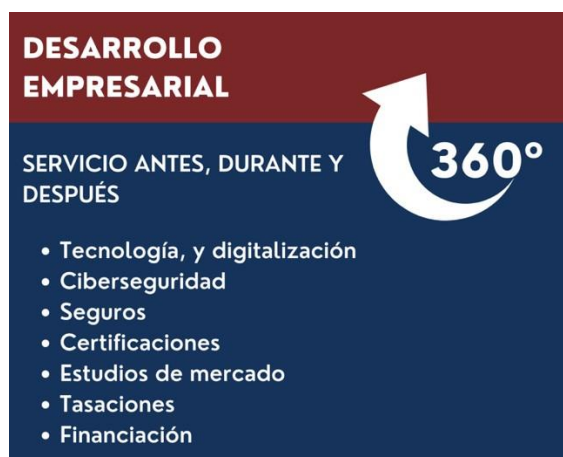 DESARROLLO
EMPRESARIAL
360°
SERVICIO ANTES, DURANTE Y
DESPUÉS
• Tecnología, y digitalización
• Ciberseguridad
• Seguros
• Certificaciones
• Estudios de mercado
• Tasaciones
• Financiación